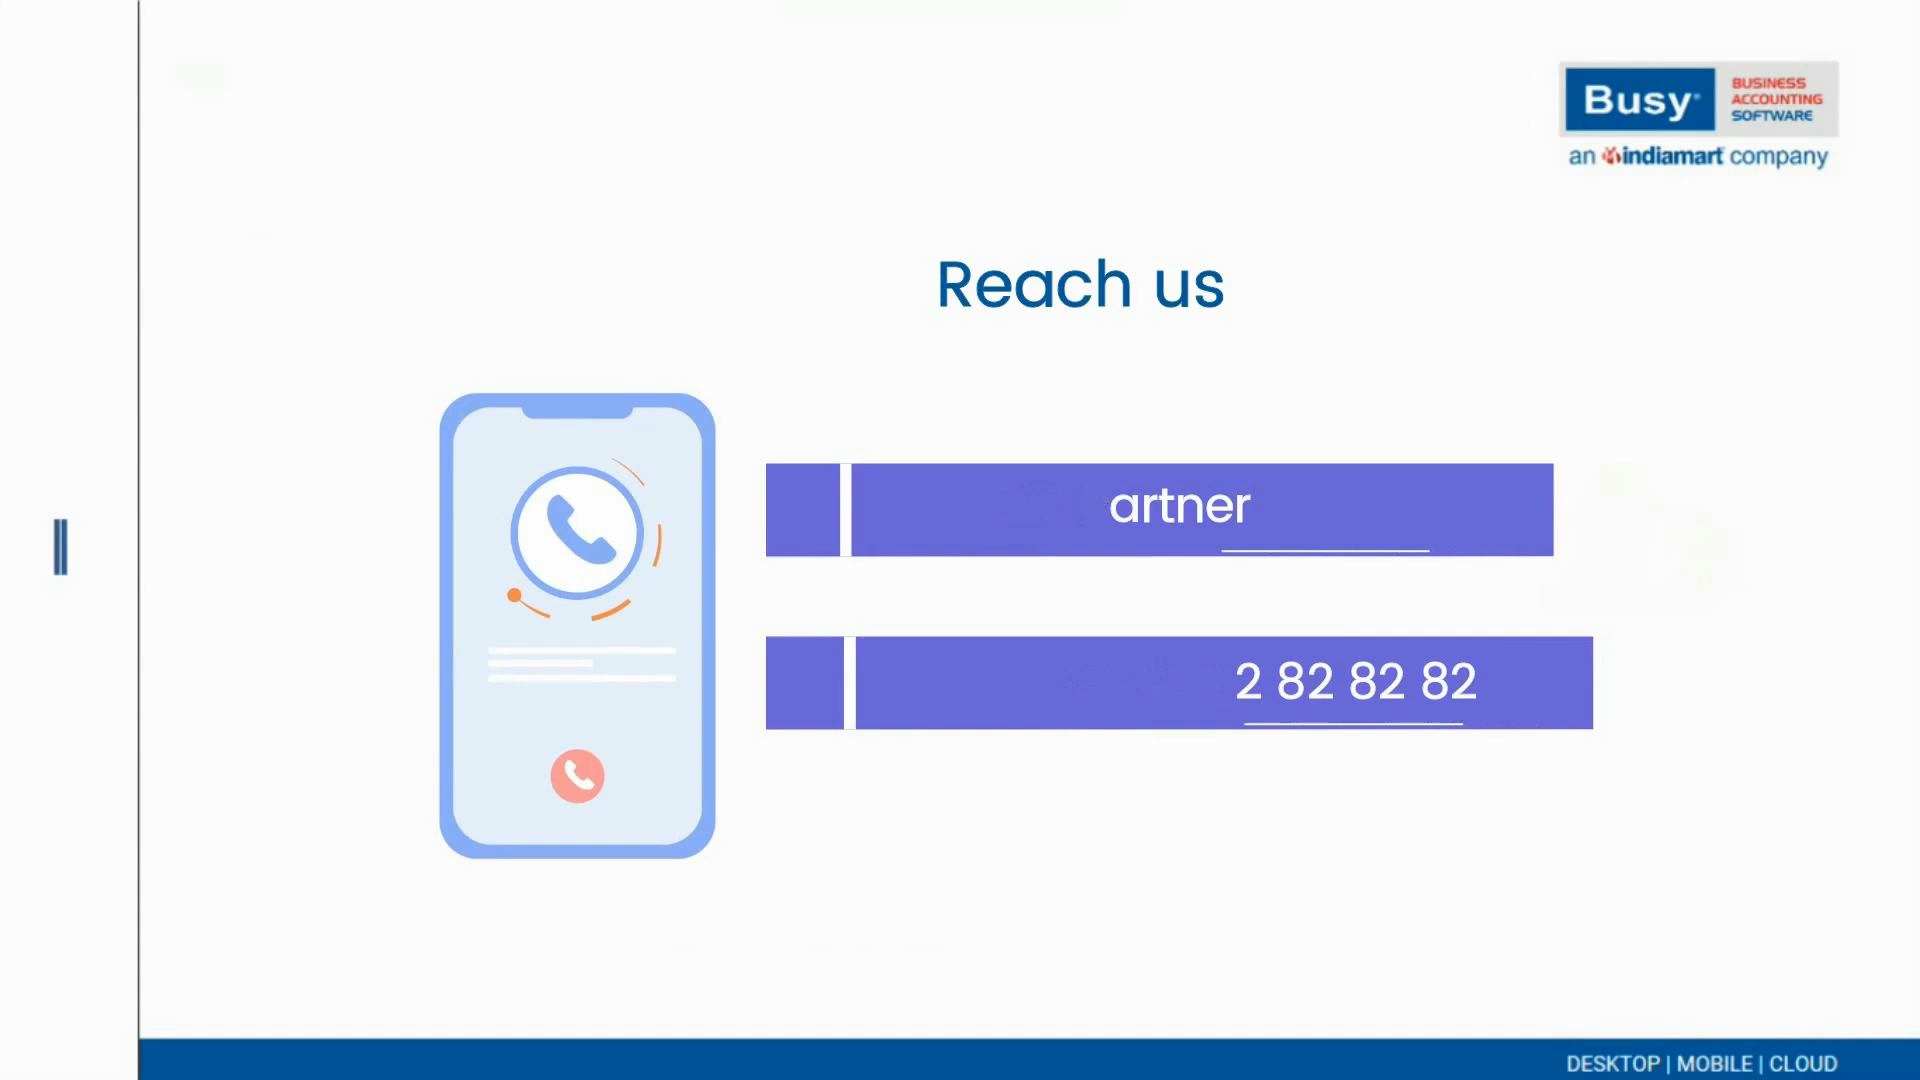 Busy
BUSINESS
ACCOUNTING
SOFTWARE
an indiamart company
Reach us
artner
2 82 82 82
DESKTOP | MOBILE | CLOUD